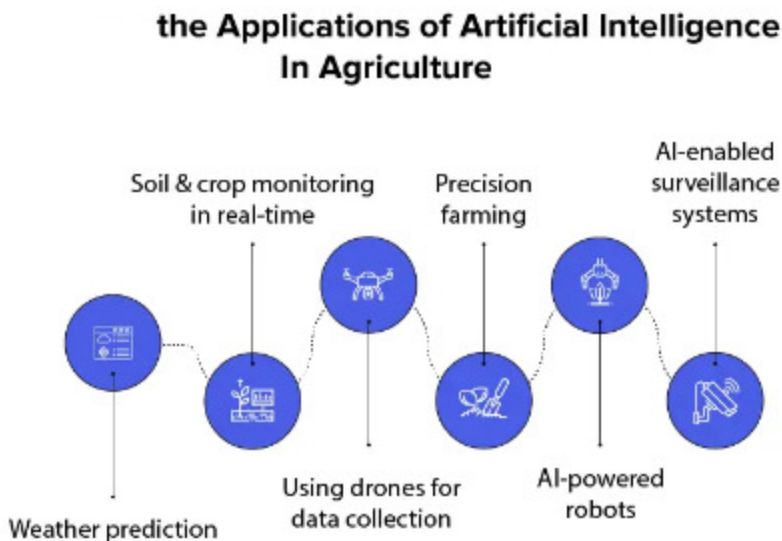 the Applications of Artificial Intelligence
In Agriculture
Weather prediction
Soil & crop monitoring
in real-time
Using drones for
data collection
Precision
farming
AI-powered
robots
AI-enabled
surveillance
systems